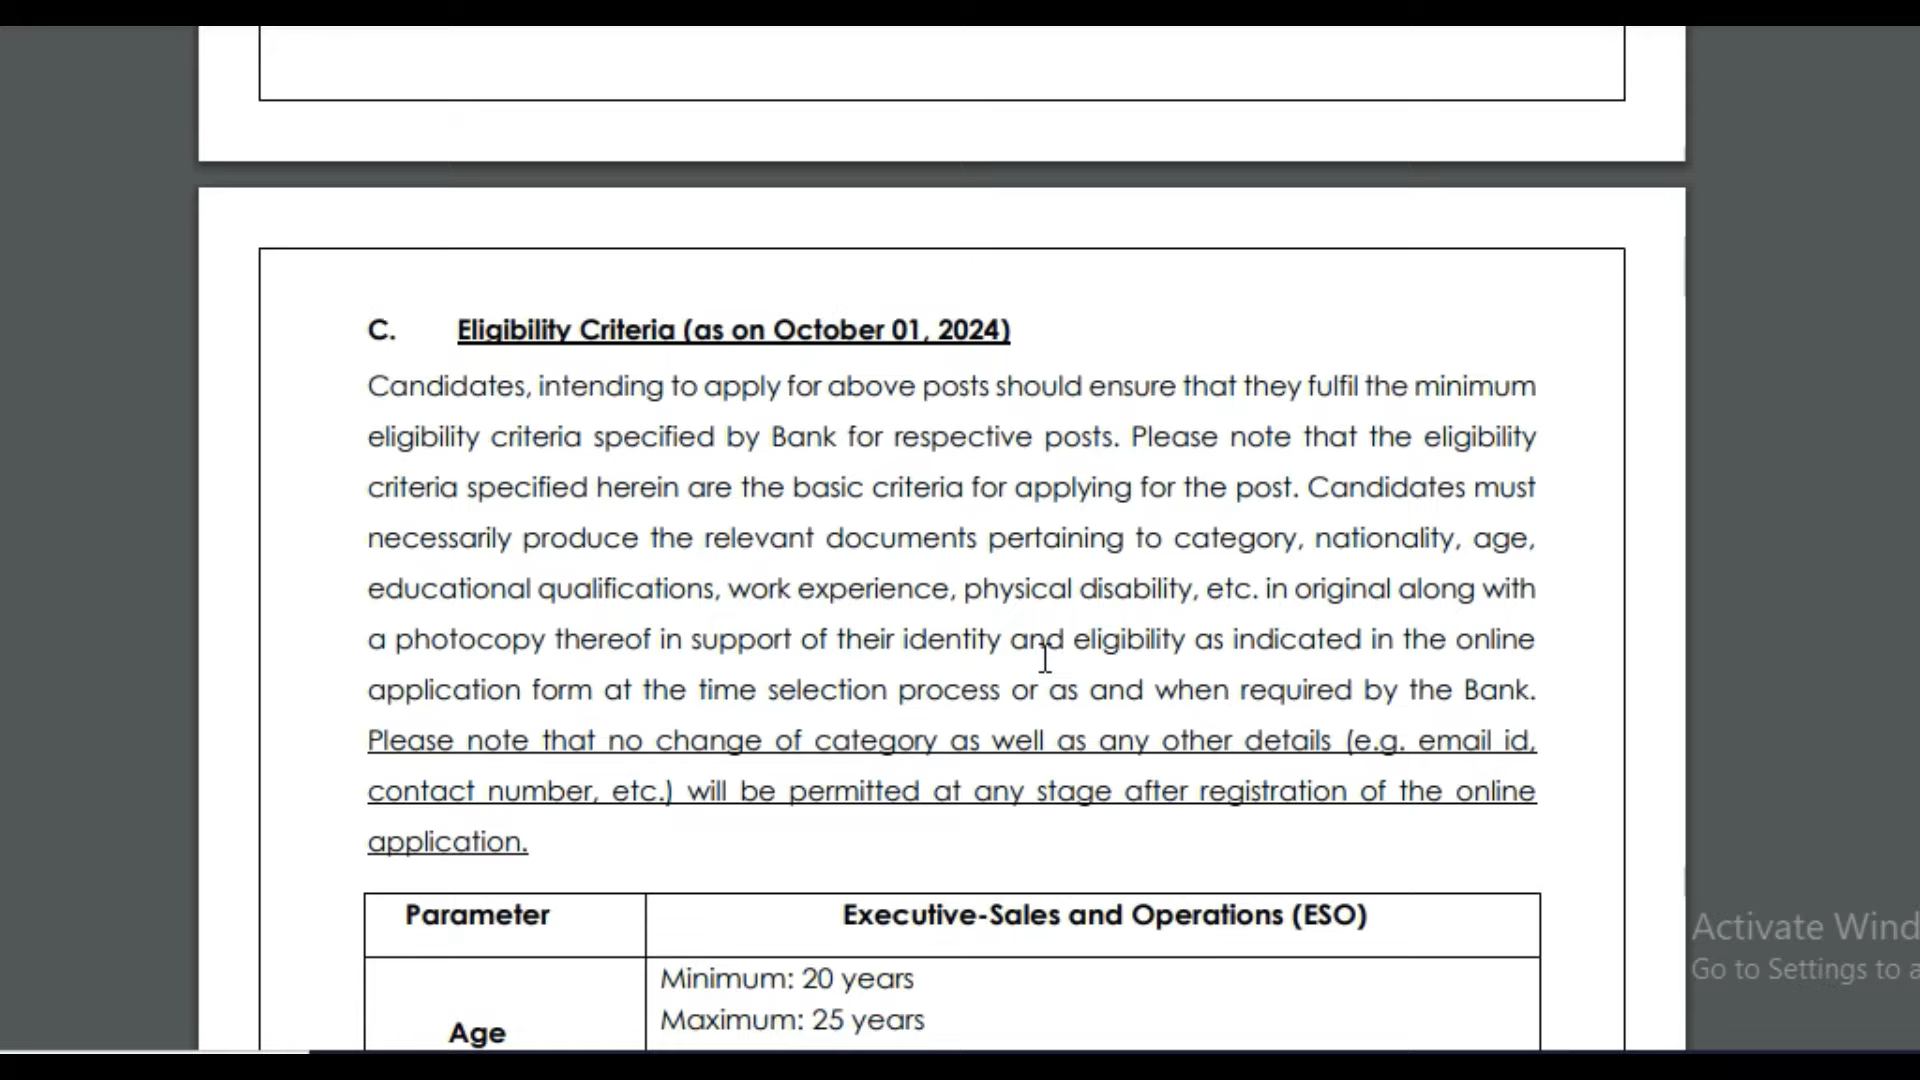 C. Eligibility Criteria (as on October 01, 2024)
Candidates, intending to apply for above posts should ensure that they fulfil the minimum
eligibility criteria specified by Bank for respective posts. Please note that the eligibility
criteria specified herein are the basic criteria for applying for the post. Candidates must
necessarily produce the relevant documents pertaining to category, nationality, age,
educational qualifications, work experience, physical disability, etc. in original along with
a photocopy thereof in support of their identity and eligibility as indicated in the online
application form at the time selection process or as and when required by the Bank.
Please note that no change of category as well as any other details (e.g. email id,
contact number, etc.) will be permitted at any stage after registration of the online
application.
Parameter Executive-Sales and Operations (ESO)
Minimum: 20 years
Maximum: 25 years
Age
Activate Wind
Go to Settings to a